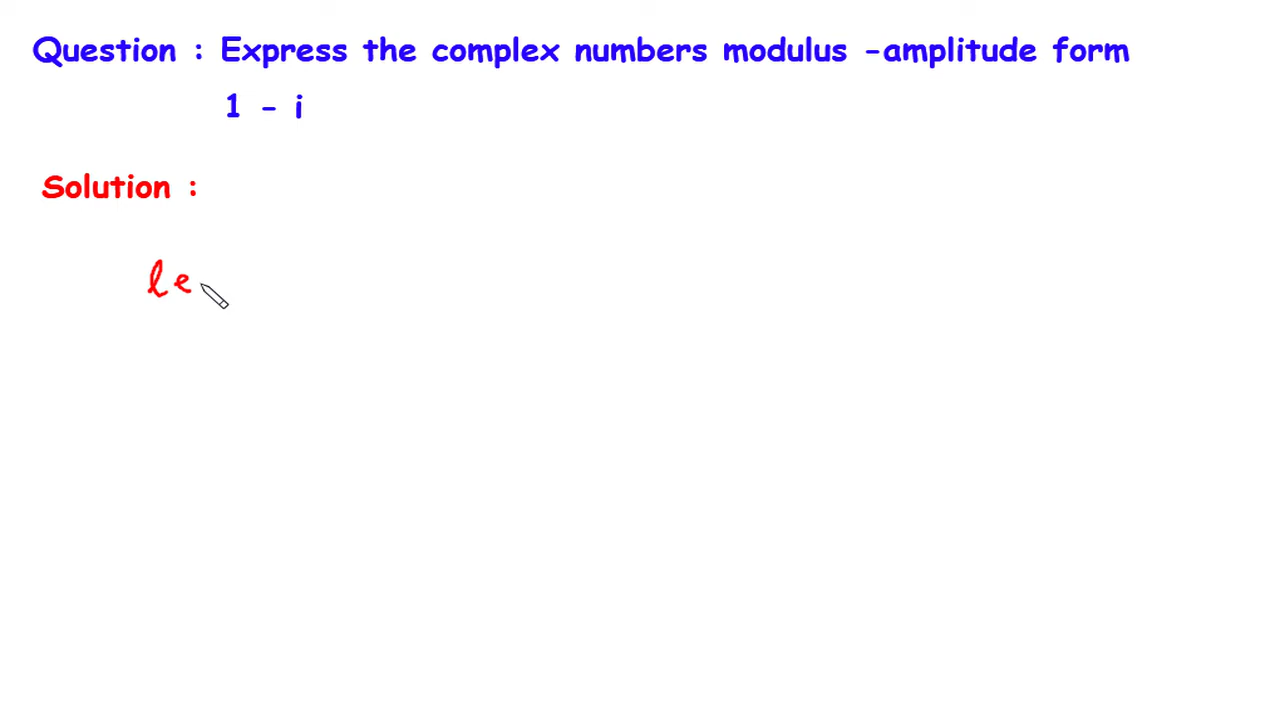 Question : Express the complex numbers modulus -amplitude form
1 - i
Solution :
le